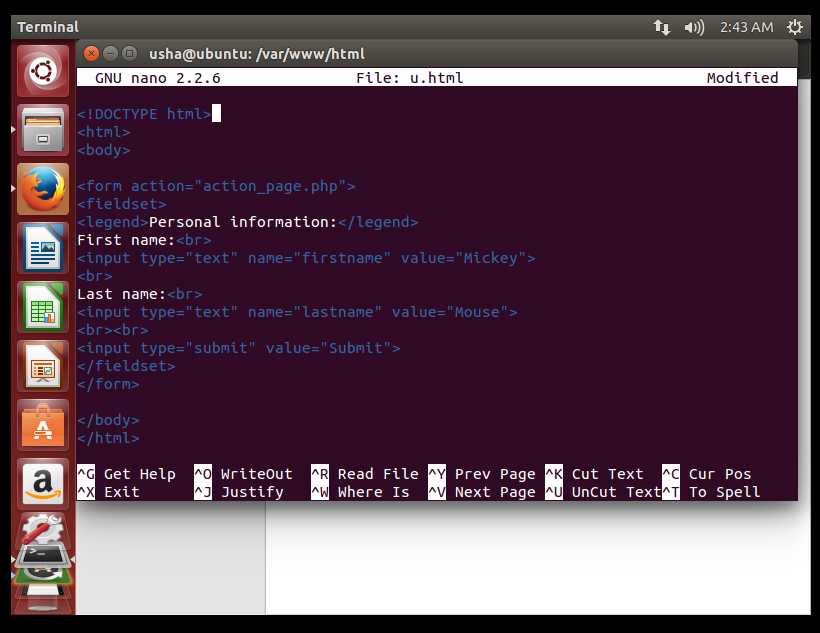 Terminal 2:43 AM
usha@ubuntu: /var/www/html
GNU nano 2.2.6 File: u.html Modified
<!DOCTYPE html>
<html>
<body>
<form action="action_page.php">
<fieldset>
<legend>Personal information:</legend>
First name:<br>
<input type="text" name="firstname" value="Mickey">
<br>
Last name:<br>
<input type="text" name="lastname" value="Mouse">
<br><br>
<input type="submit" value="Submit">
</fieldset>
</form>
</body>
</html>
^G Get Help ^O WriteOut ^R Read File ^Y Prev Page ^K Cut Text ^C Cur Pos
^X Exit ^J Justify ^W Where Is ^V Next Page ^U UnCut Text^T To Spell